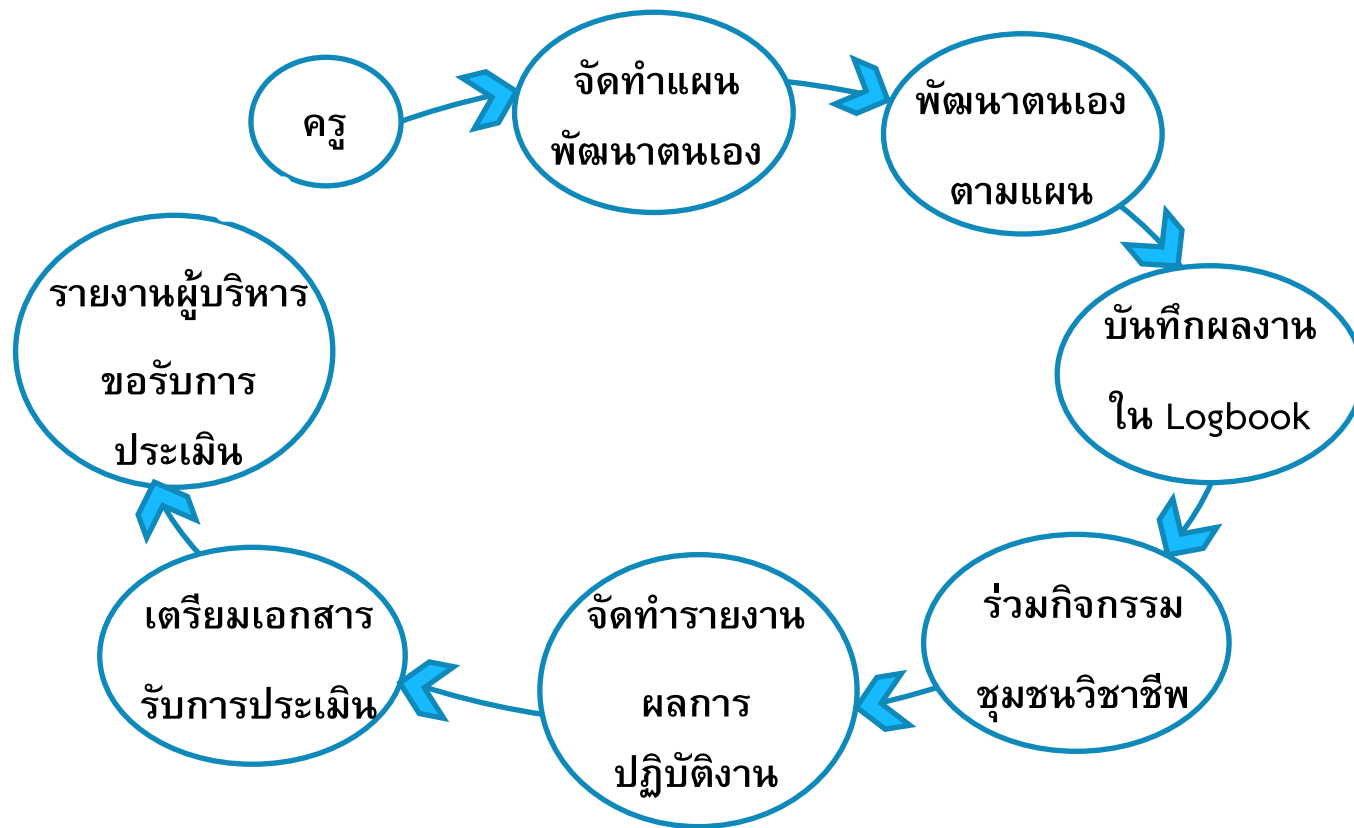 ครู
จัดทำแผน
พัฒนาตนเอง
พัฒนาตนเอง
ตามแผน
บันทึกผลงาน
ใน Logbook
ร่วมกิจกรรม
ชุมชนวิชาชีพ
จัดทำรายงาน
ผลการ
ปฏิบัติงาน
เตรียมเอกสาร
รับการประเมิน
รายงานผู้บริหาร
ขอรับการ
ประเมิน